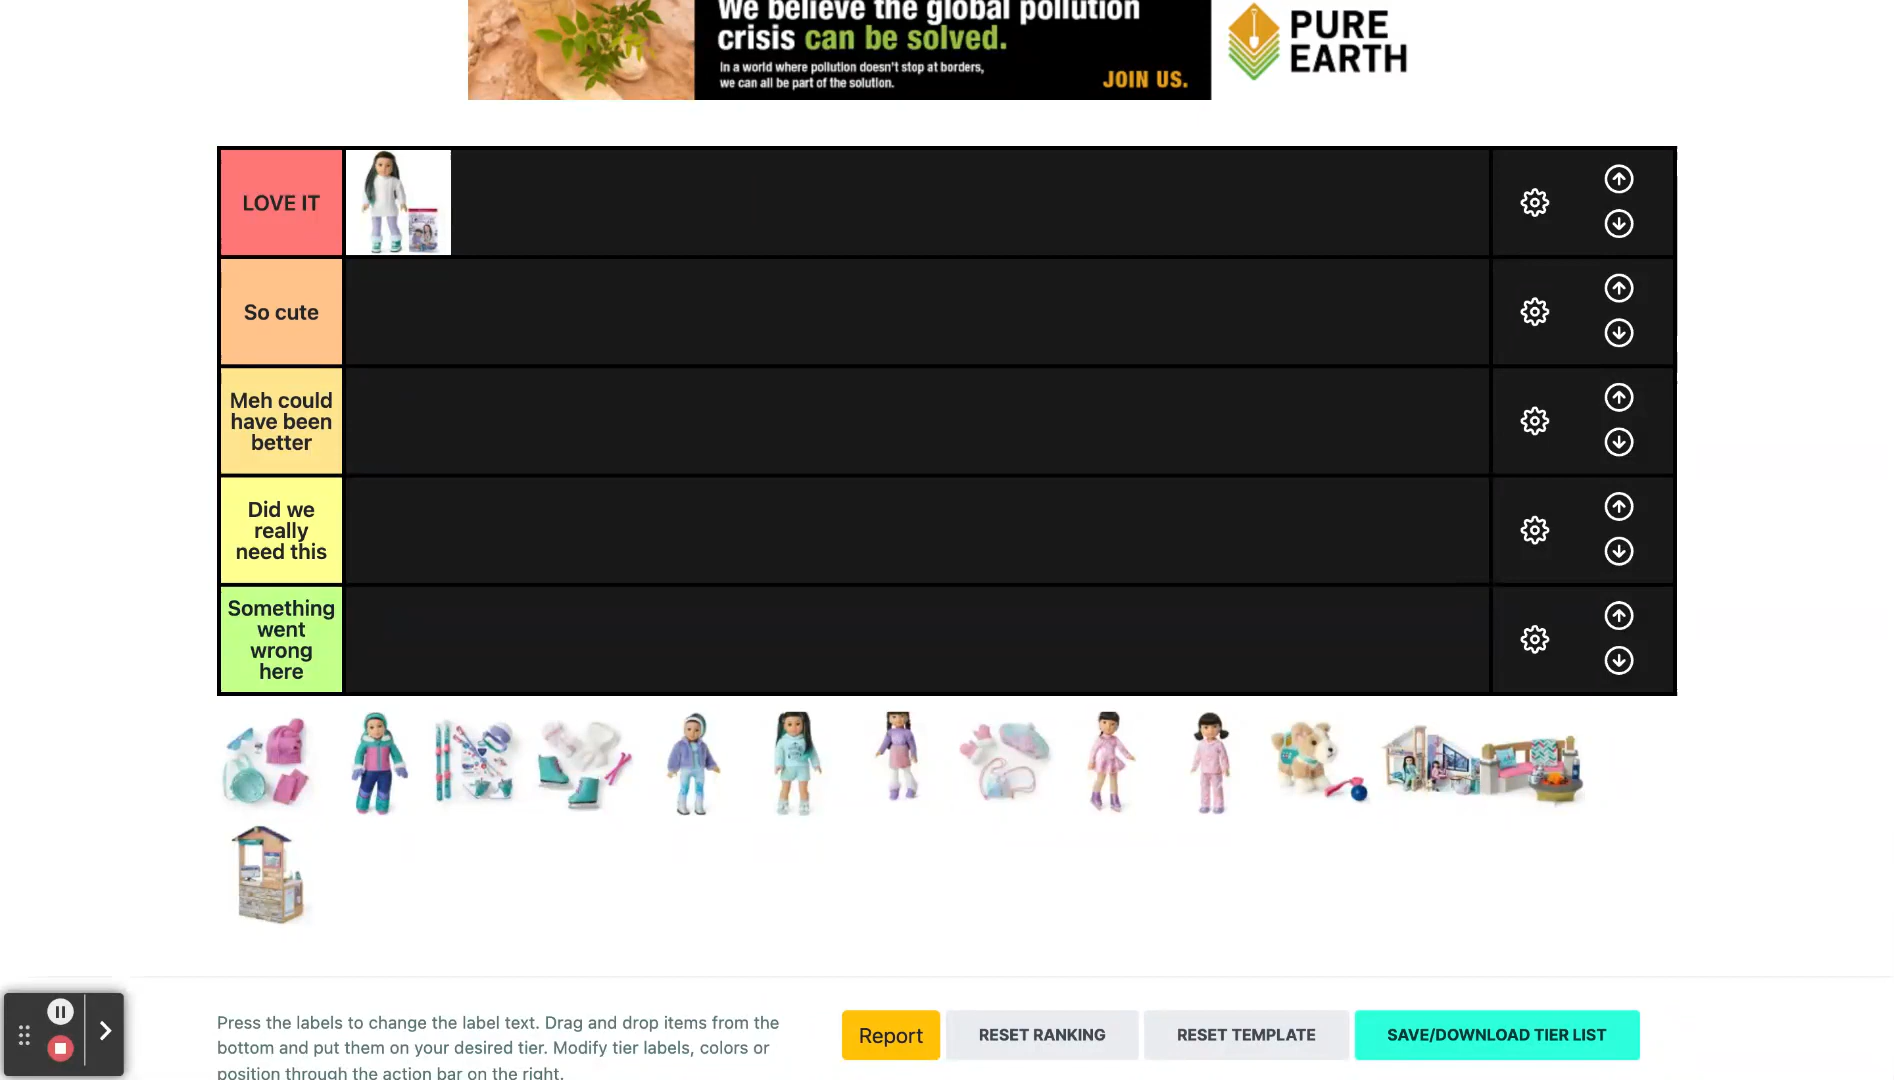 We believe the global pollution
crisis can be solved.
In a world where pollution doesn't stop at borders,
we can all be part of the solution.
JOIN US.
PURE
EARTH
LOVE IT
So cute
Meh could
have been
better
Did we
really
need this
Something
went
wrong
here
Press the labels to change the label text. Drag and drop items from the
bottom and put them on your desired tier. Modify tier labels, colors or
position through the action bar on the right.
Report
RESET RANKING
RESET TEMPLATE
SAVE/DOWNLOAD TIER LIST